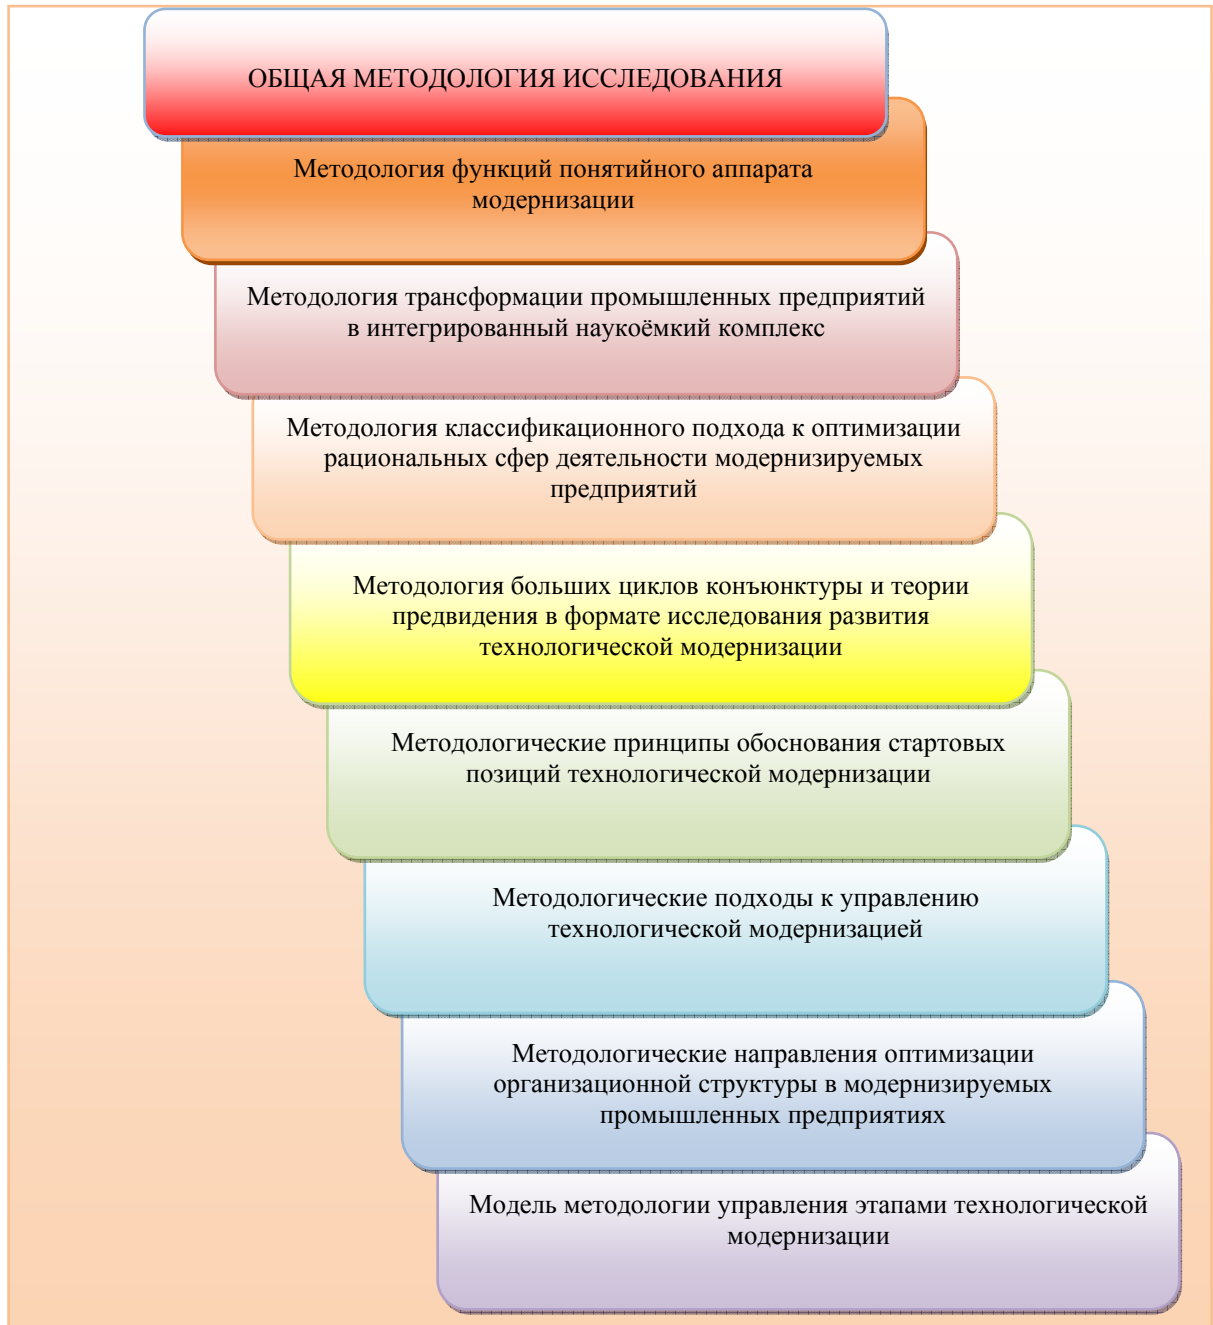 ОБЩАЯ МЕТОДОЛОГИЯ ИССЛЕДОВАНИЯ
Методология функций понятийного аппарата
модернизации
Методология трансформации промышленных предприятий
в интегрированный наукоёмкий комплекс
Методология классификационного подхода к оптимизации
рациональных сфер деятельности модернизируемых
предприятий
Методология больших циклов конъюнктуры и теории
предвидения в формате исследования развития
технологической модернизации
Методологические принципы обоснования стартовых
позиций технологической модернизации
Методологические подходы к управлению
технологической модернизацией
Методологические направления оптимизации
организационной структуры в модернизируемых
промышленных предприятиях
Модель методологии управления этапами технологической
модернизации